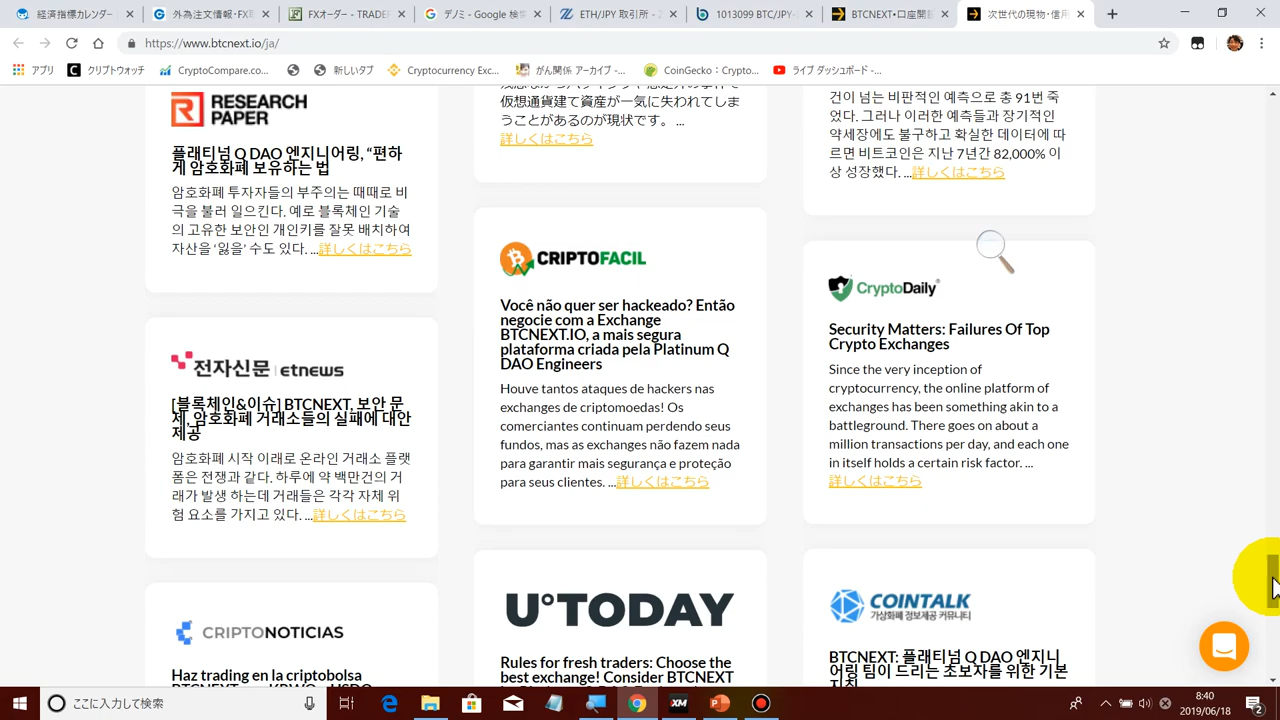 経済指標カレンダー
外為注文情報・FX取
FXオーダー - TRADE
デノミ - Google 検索
ETH/JPY 取引所 -
1013099 BTC/JPY-
BTCNEXT・口座開設
次世代の現物・信用
https://www.btcnext.io/ja/
アプリ
クリプトウォッチ
CryptoCompare.co...
新しいタブ
Cryptocurrency Exc...
がん関係 アーカイブ -...
CoinGecko：Crypto...
ライブ ダッシュボード -...
RESEARCH
PAPER
플래티넘 Q DAO 엔지니어링, “편하
게 암호화폐 보유하는 법
암호화폐 투자자들의 부주의는 때때로 비
극을 불러 일으킨다. 예로 블록체인 기술
의 고유한 보안인 개인키를 잘못 배치하여
자산을 ‘잃을’ 수도 있다. ...詳しくはこちら
전자신문 | etnews
[블록체인&이슈] BTCNEXT, 보안 문
제, 암호화폐 거래소들의 실패에 대안
제공
암호화폐 시작 이래로 온라인 거래소 플랫
폼은 전쟁과 같다. 하루에 약 백만건의 거
래가 발생 하는데 거래들은 각각 자체 위
험 요소를 가지고 있다. ...詳しくはこちら
CRIPTONOTICIAS
Haz trading en la criptobolsa
仮想通貨建て資産が一気に失われてしま
うことがあるのが現状です。 ...
詳しくはこちら
CRIPTOFACIL
Você não quer ser hackeado? Então
negocie com a Exchange
BTCNEXT.IO, a mais segura
plataforma criada pela Platinum Q
DAO Engineers
Houve tantos ataques de hackers nas
exchanges de criptomoedas! Os
comerciantes continuam perdendo seus
fundos, mas as exchanges não fazem nada
para garantir mais segurança e proteção
para seus clientes. ...詳しくはこちら
U°TODAY
Rules for fresh traders: Choose the
best exchange! Consider BTCNEXT
건이 넘는 비판적인 예측으로 총 91번 죽
었다. 그러나 이러한 예측들과 장기적인
약세장에도 불구하고 확실한 데이터에 따
르면 비트코인은 지난 7년간 82,000% 이
상 성장했다. ...詳しくはこちら
CryptoDaily
Security Matters: Failures Of Top
Crypto Exchanges
Since the very inception of
cryptocurrency, the online platform of
exchanges has been something akin to a
battleground. There goes on about a
million transactions per day, and each one
in itself holds a certain risk factor. ...
詳しくはこちら
COINTALK
가상화폐 정보제공 커뮤니티
BTCNEXT: 플래티넘 Q DAO 엔지니
어링 팀이 드리는 초보자를 위한 기본
ここに入力して検索
XM
8:40
2019/06/18
2